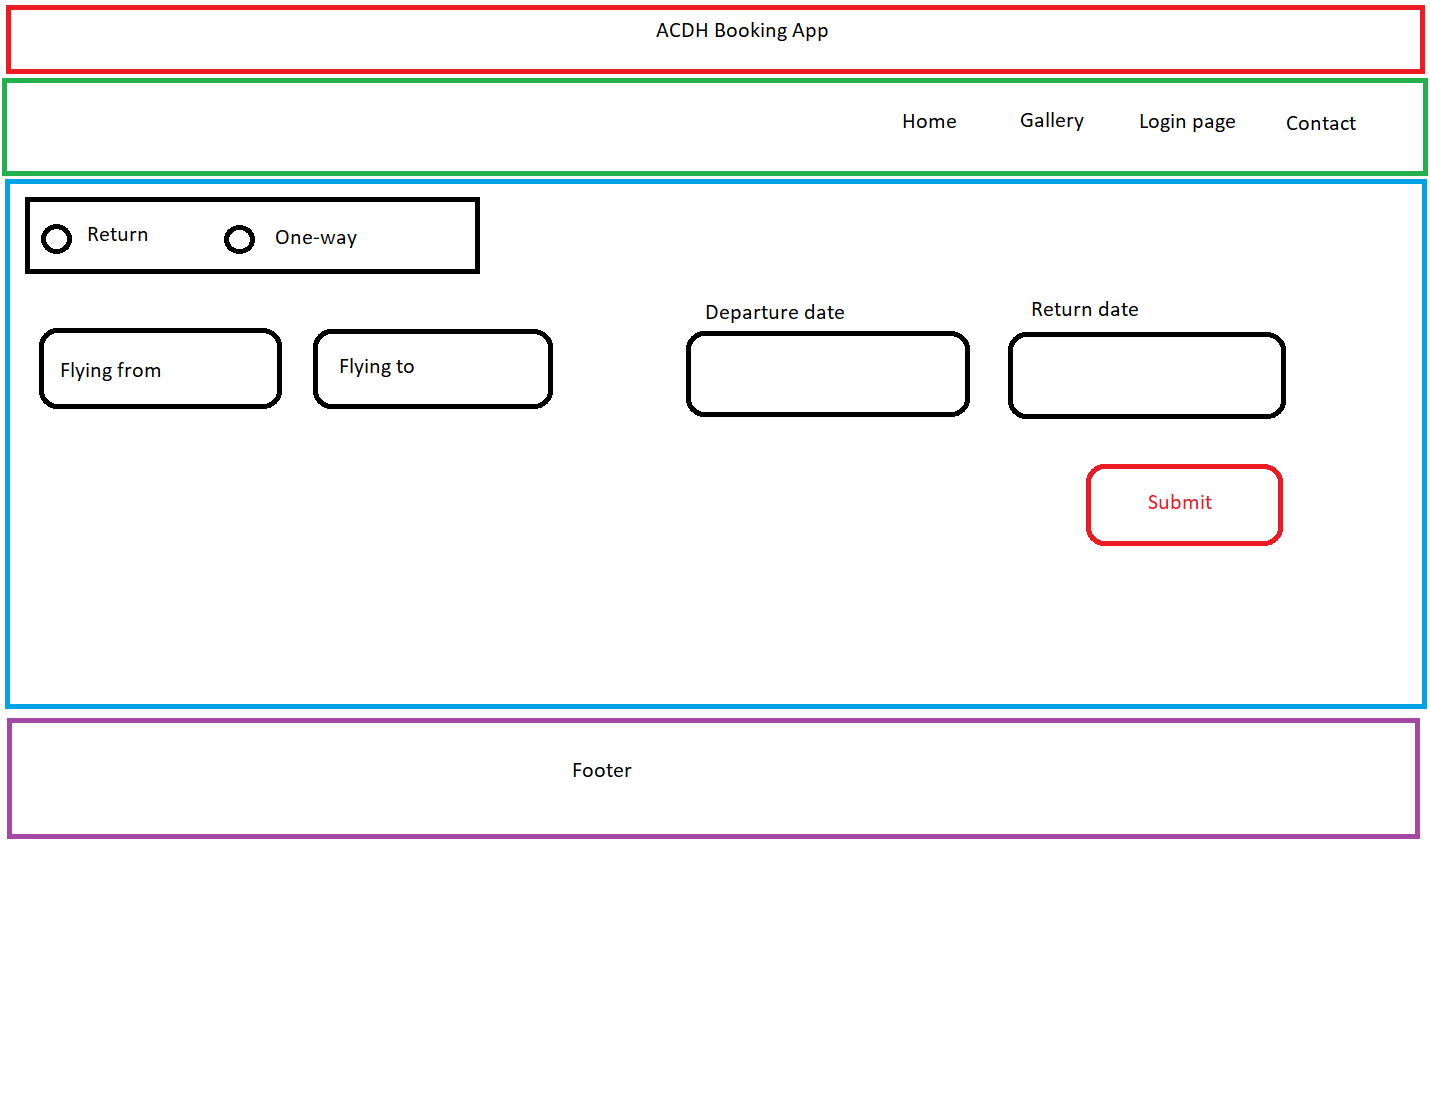 ACDH Booking App
Home Gallery Login page Contact
Return One-way
Departure date Return date
Flying from Flying to
Submit
Footer